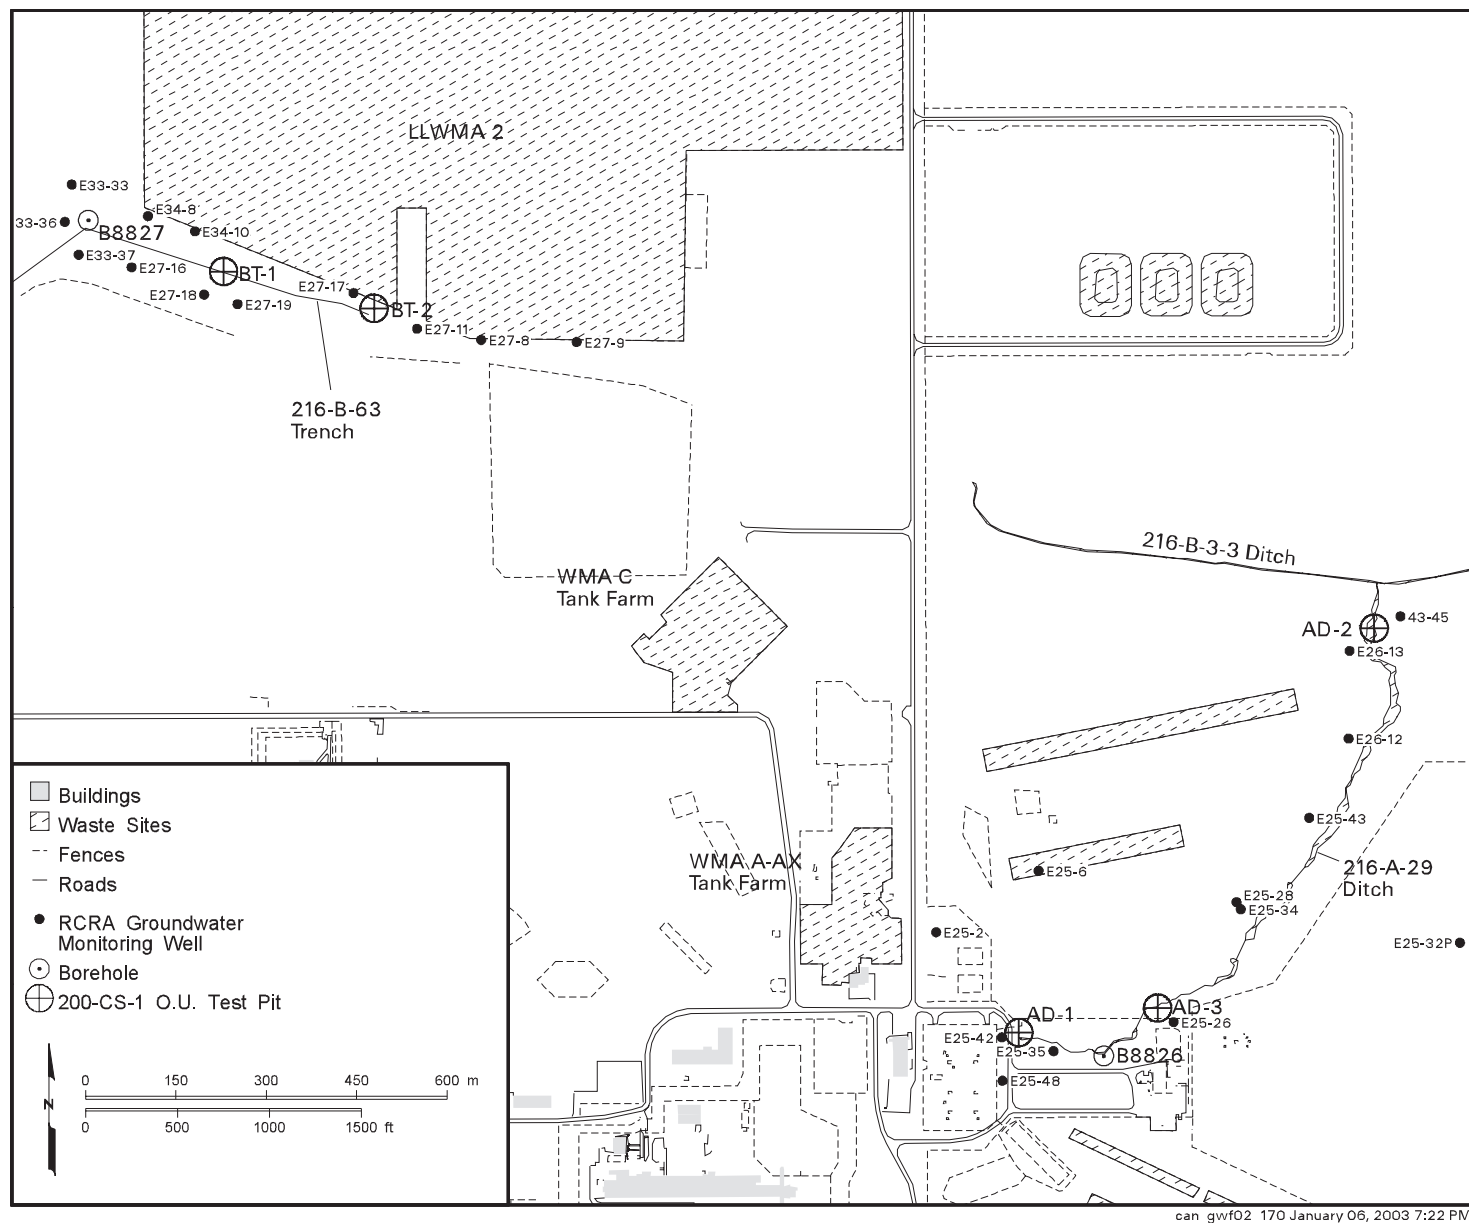 LLWMA 2
E33-33
33-36
B8827
E34-8
E34-10
E33-37
E27-16
BT-1
E27-18
E27-19
E27-17
BT-2
E27-11
E27-8
E27-9
216-B-63
Trench
216-B-3-3 Ditch
WMA C
Tank Farm
AD-2
43-45
E26-13
E26-12
E25-43
WMA A-AX
Tank Farm
E25-6
216-A-29
Ditch
E25-28
E25-34
E25-2
E25-32P
AD-1
AD-3
E25-26
E25-42
E25-35
B8826
E25-48
Buildings
Waste Sites
Fences
Roads
RCRA Groundwater
Monitoring Well
Borehole
200-CS-1 O.U. Test Pit
N
0 150 300 450 600 m
0 500 1000 1500 ft
can_gwf02_170 January 06, 2003 7:22 PM